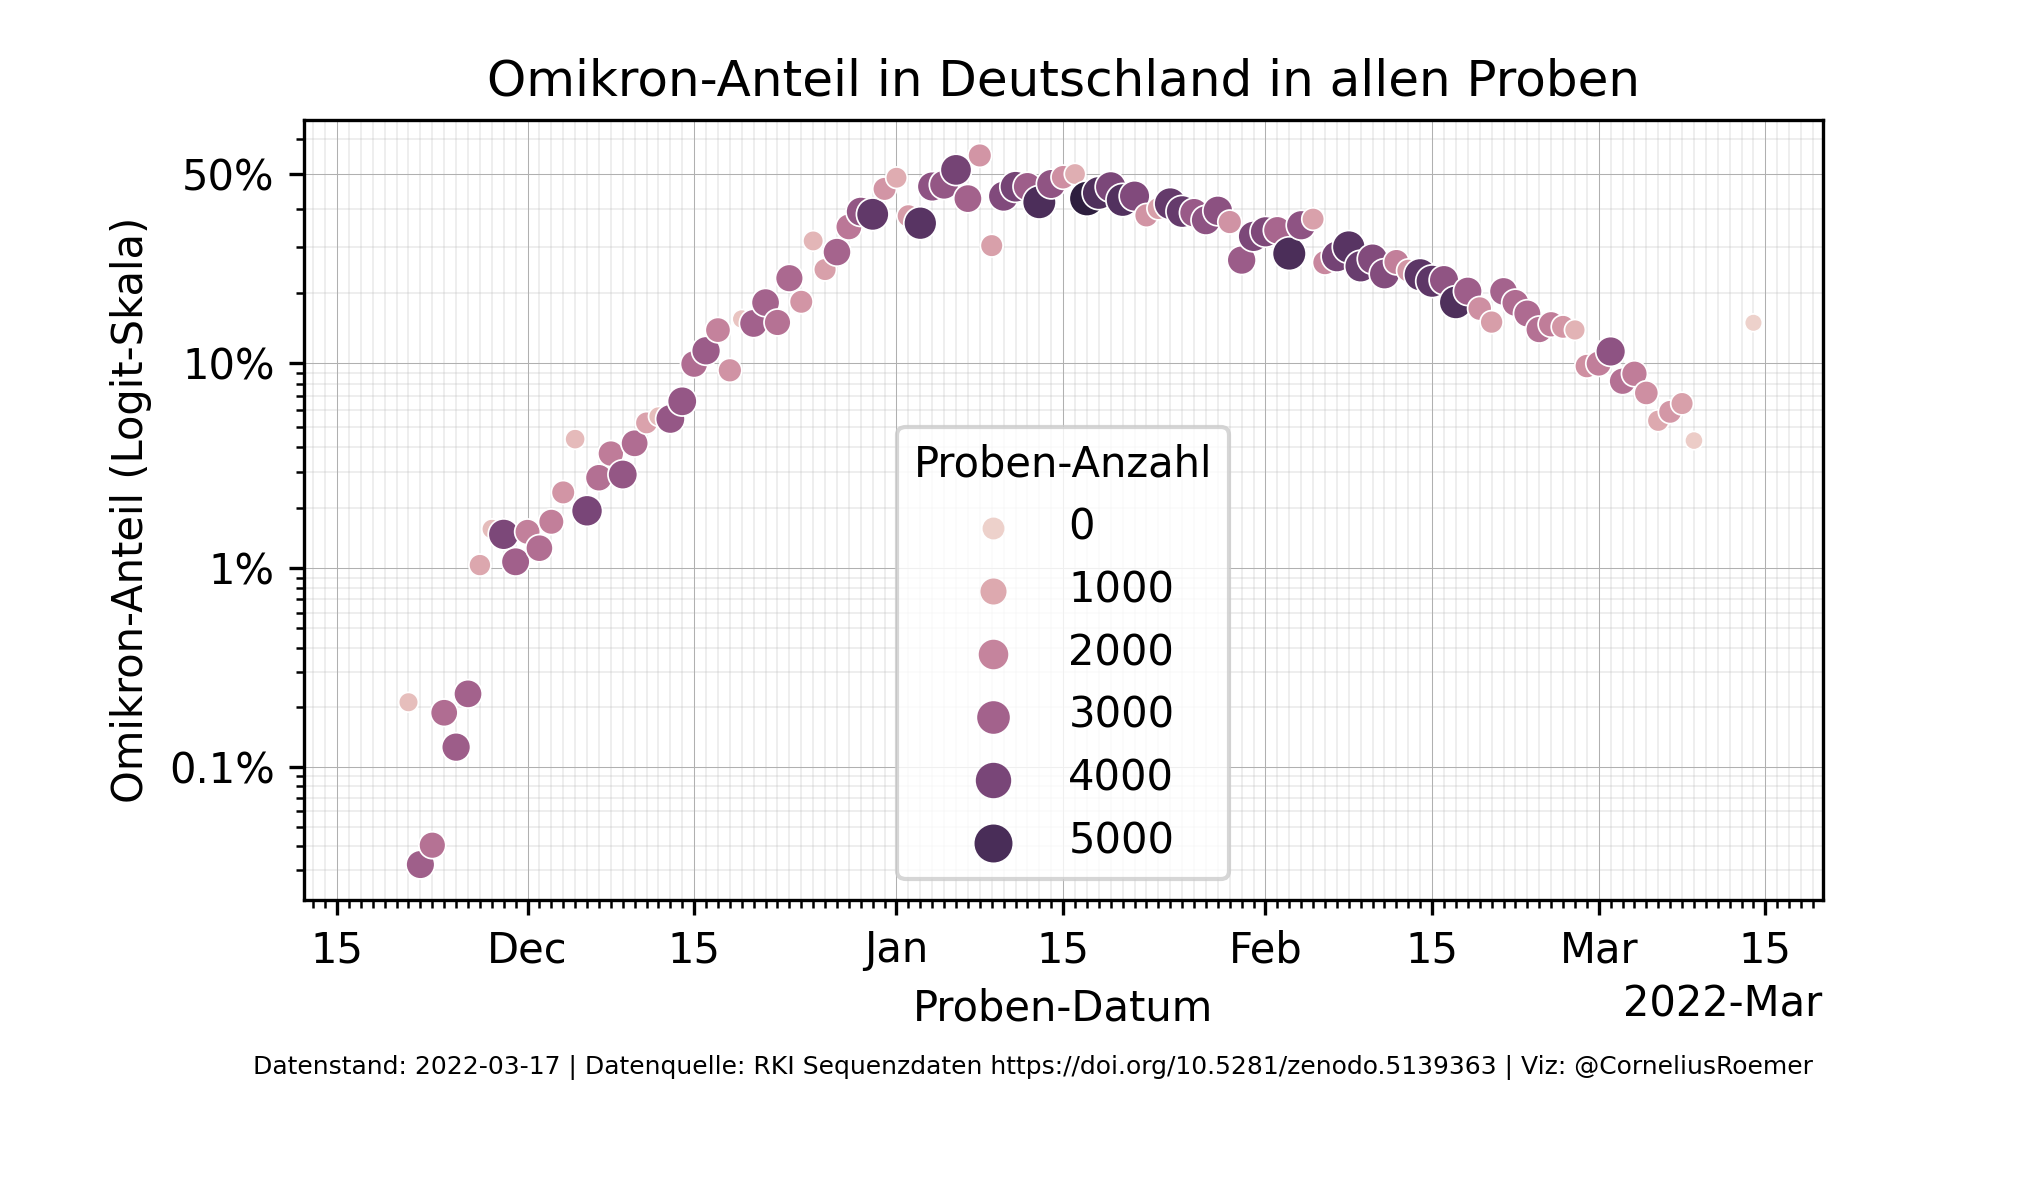 Omikron-Anteil in Deutschland in allen Proben
Omikron-Anteil (Logit-Skala)
50%
10%
1%
0.1%
Proben-Anzahl
0
1000
2000
3000
4000
5000
15 Dec 15 Jan 15 Feb 15 Mar 15
2022-Mar
Proben-Datum
Datenstand: 2022-03-17 | Datenquelle: RKI Sequenzdaten https://doi.org/10.5281/zenodo.5139363 | Viz: @CorneliusRoemer